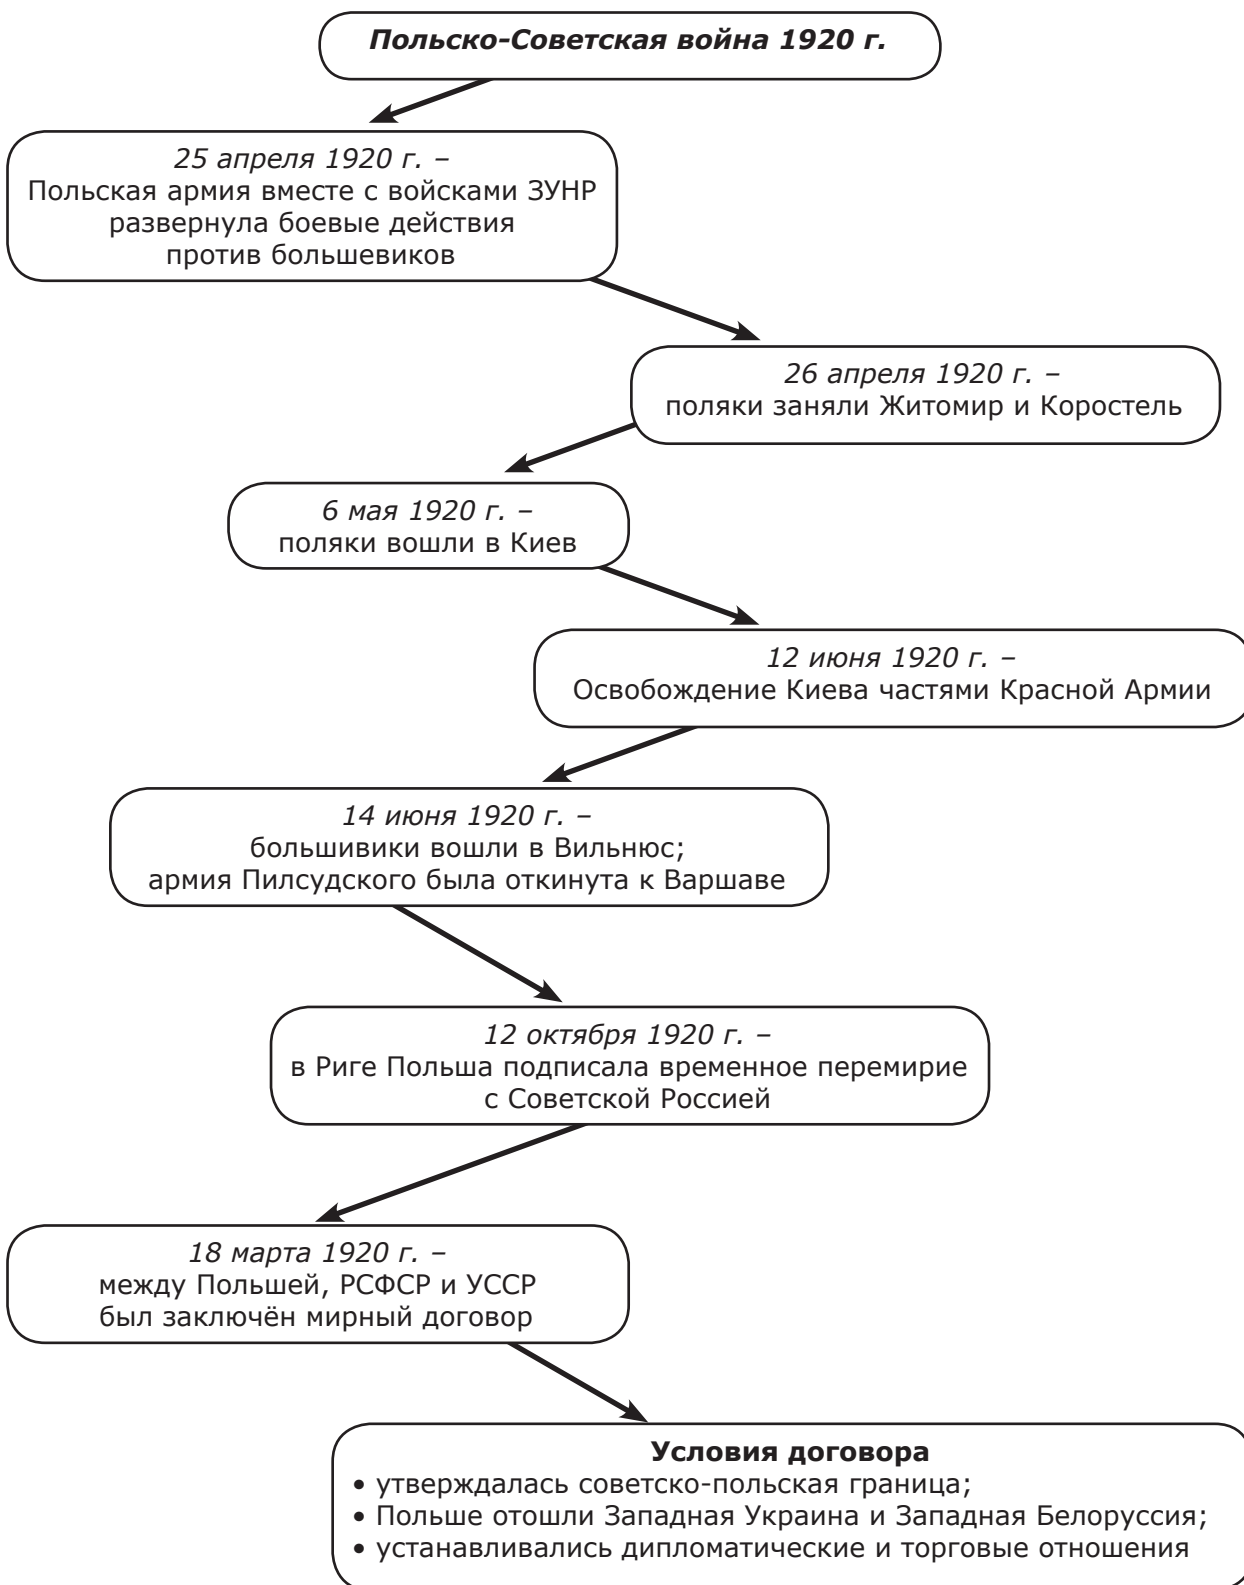 Польско-Советская война 1920 г.
25 апреля 1920 г. –
Польская армия вместе с войсками ЗУНР
развернула боевые действия
против большевиков
26 апреля 1920 г. –
поляки заняли Житомир и Коростель
6 мая 1920 г. –
поляки вошли в Киев
12 июня 1920 г. –
Освобождение Киева частями Красной Армии
14 июня 1920 г. –
большивики вошли в Вильнюс;
армия Пилсудского была откинута к Варшаве
12 октября 1920 г. –
в Риге Польша подписала временное перемирие
с Советской Россией
18 марта 1920 г. –
между Польшей, РСФСР и УССР
был заключён мирный договор
Условия договора
• утверждалась советско-польская граница;
• Польше отошли Западная Украина и Западная Белоруссия;
• устанавливались дипломатические и торговые отношения